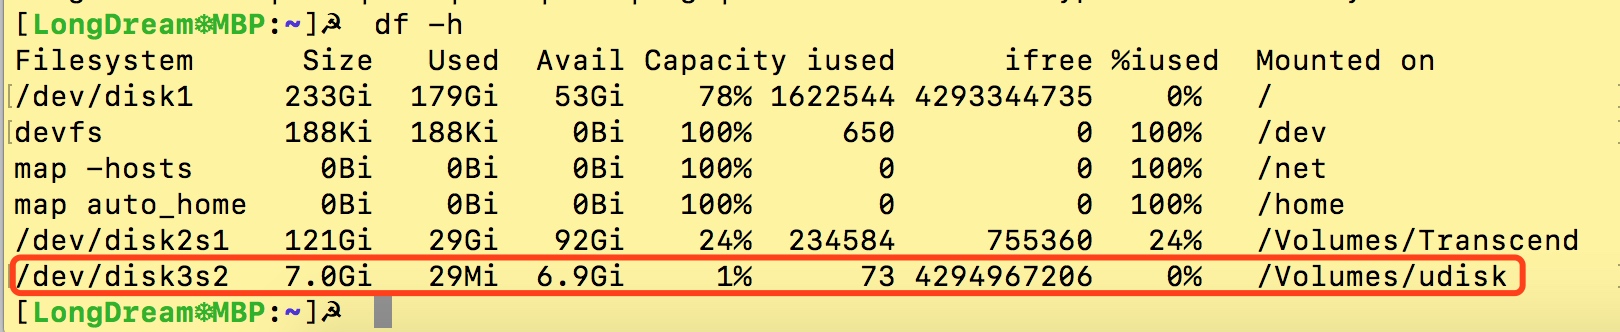 [LongDream❄MBP:~]☭ df -h
Filesystem Size Used Avail Capacity iused ifree %iused Mounted on
/dev/disk1 233Gi 179Gi 53Gi 78% 1622544 4293344735 0% /
devfs 188Ki 188Ki 0Bi 100% 650 0 100% /dev
map -hosts 0Bi 0Bi 0Bi 100% 0 0 100% /net
map auto_home 0Bi 0Bi 0Bi 100% 0 0 100% /home
/dev/disk2s1 121Gi 29Gi 92Gi 24% 234584 755360 24% /Volumes/Transcend
/dev/disk3s2 7.0Gi 29Mi 6.9Gi 1% 73 4294967206 0% /Volumes/udisk
[LongDream❄MBP:~]☭